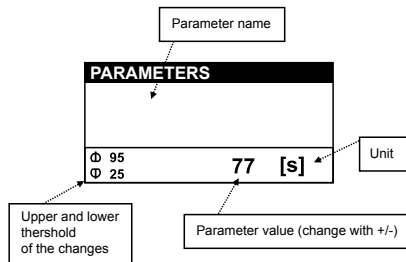 Parameter name
PARAMETERS
95
25
77 [s]
Unit
Upper and lower
thershold
of the changes
Parameter value (change with +/-)